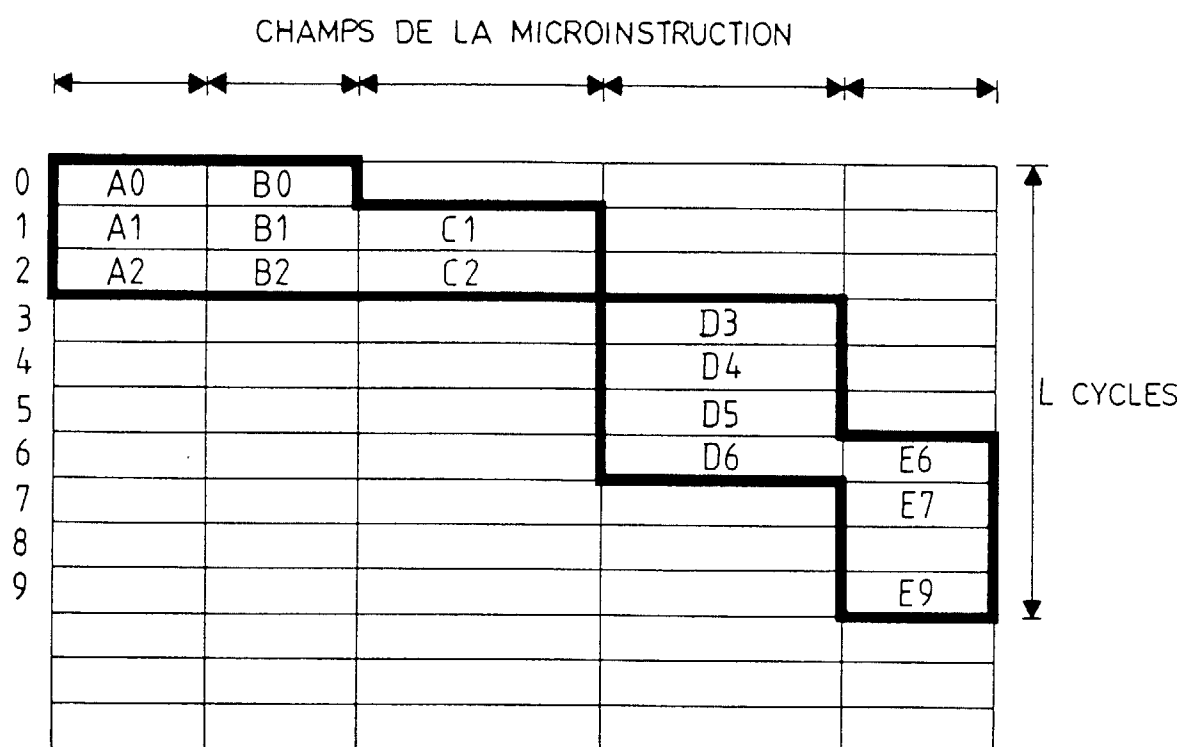 CHAMPS DE LA MICROINSTRUCTION
0 A0 B0
1 A1 B1 C1
2 A2 B2 C2
3 D3
4 D4
5 D5
L CYCLES
6 D6 E6
7 E7
8
9 E9